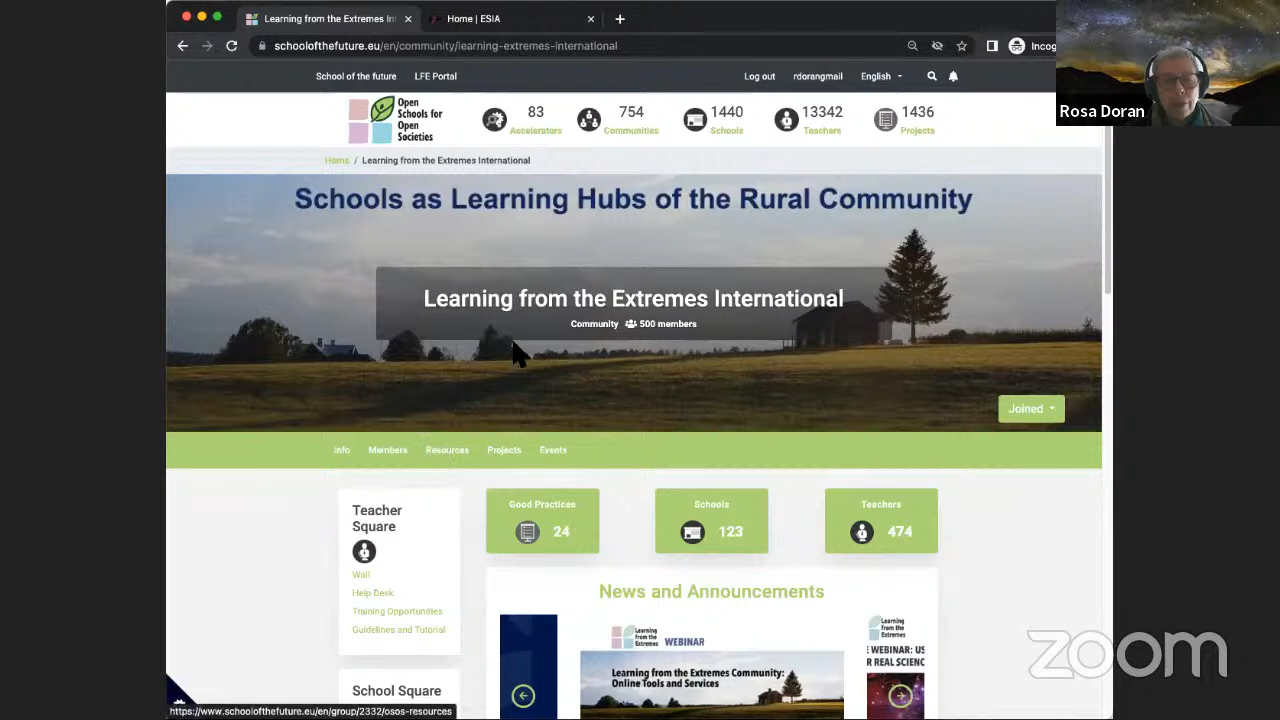 Learning from the Extremes In
Home | ESIA
schoolofthefuture.eu/en/community/learning-extremes-international
Incog
School of the future
LFE Portal
Log out
rdorangmail
English
Rosa Doran
Open Schools for Open Societies
83
Accelerators
754
Communities
1440
Schools
13342
Teachers
1436
Projects
Home / Learning from the Extremes International
Schools as Learning Hubs of the Rural Community
Learning from the Extremes International
Community 500 members
Joined
Info
Members
Resources
Projects
Events
Teacher
Square
Wall
Help Desk
Training Opportunities
Guidelines and Tutorial
School Square
Good Practices
24
Schools
123
Teachers
474
News and Announcements
Learning
from the
Extremes
WEBINAR
Learning from the Extremes Community:
Online Tools and Services
Learning
from the
Extremes
E WEBINAR: US
R REAL SCIENC
zoom
https://www.schoolofthefuture.eu/en/group/2332/osos-resources